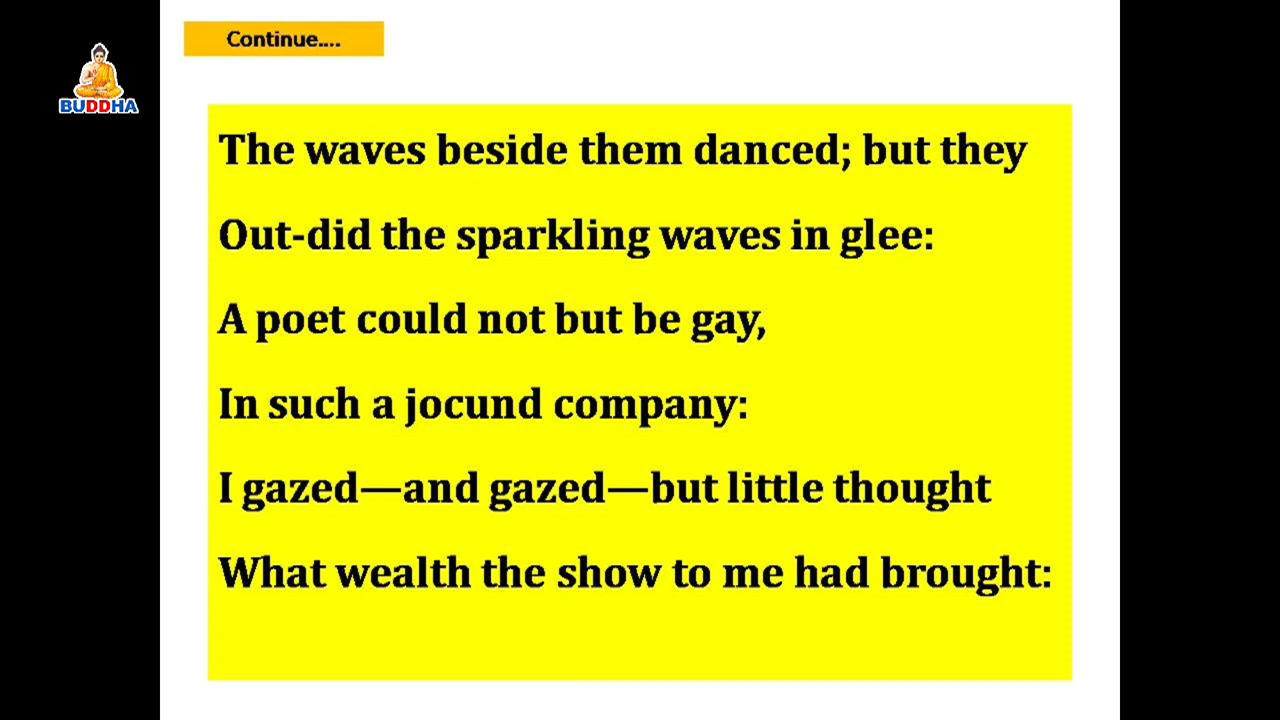 Continue....
BUDDHA
The waves beside them danced; but they
Out-did the sparkling waves in glee:
A poet could not but be gay,
In such a jocund company:
I gazed—and gazed—but little thought
What wealth the show to me had brought: